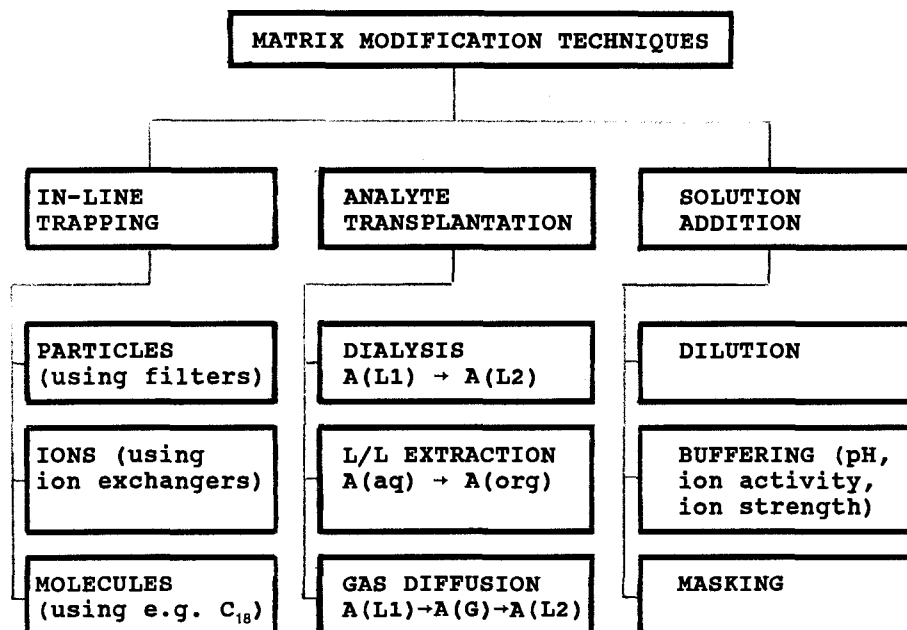 MATRIX MODIFICATION TECHNIQUES
IN-LINE
TRAPPING
PARTICLES
(using filters)
IONS (using
ion exchangers)
MOLECULES
(using e.g. C₁₈)
ANALYTE
TRANSPLANTATION
DIALYSIS
A(L1) → A(L2)
L/L EXTRACTION
A(aq) → A(org)
GAS DIFFUSION
A(L1)→A(G)→A(L2)
SOLUTION
ADDITION
DILUTION
BUFFERING (pH,
ion activity,
ion strength)
MASKING